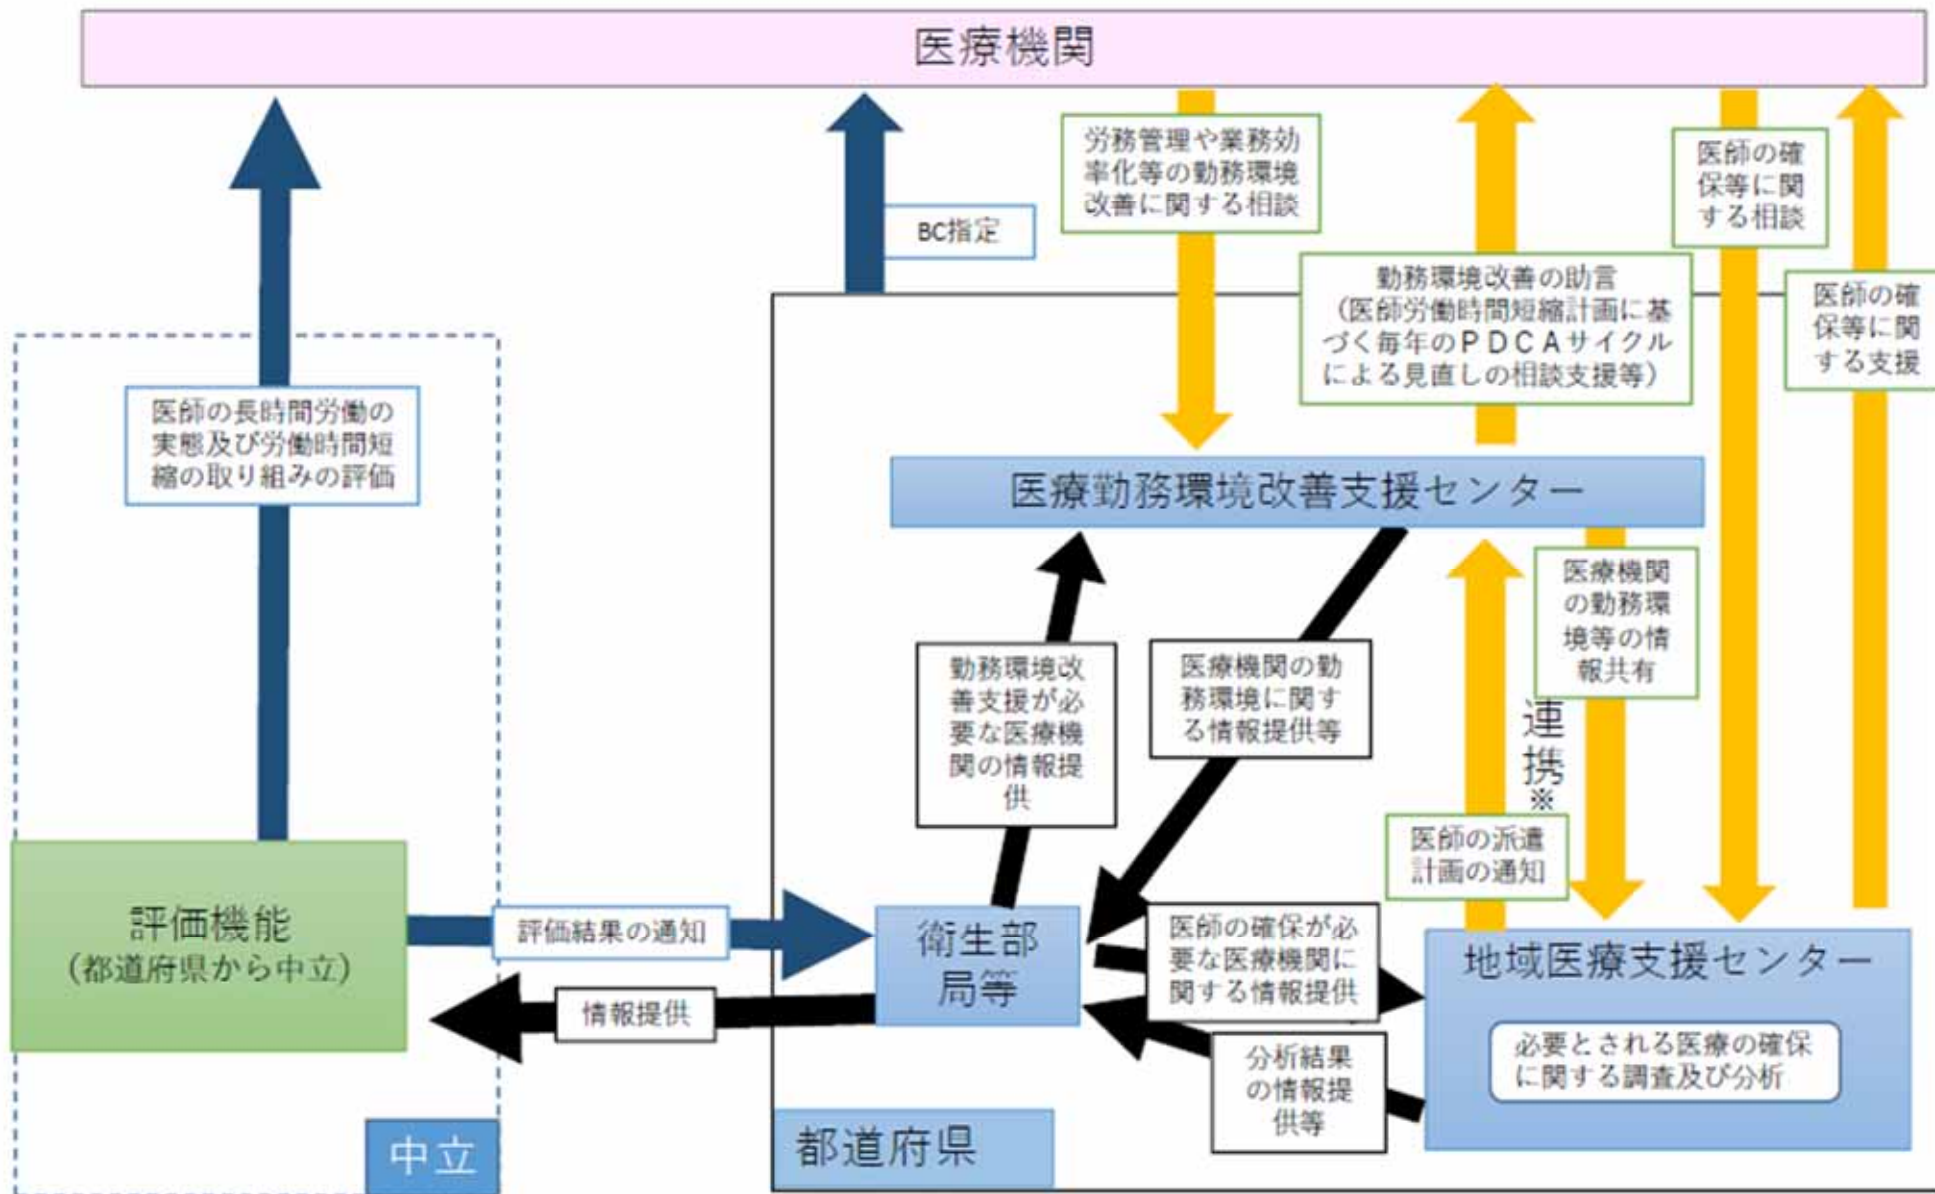 医療機関
労務管理や業務効
率化等の勤務環境
改善に関する相談
医師の確
保等に関
する相談
BC指定
勤務環境改善の助言
（医師労働時間短縮計画に基
づく毎年のＰＤＣＡサイクル
による見直しの相談支援等）
医師の確
保等に関
する支援
医師の長時間労働の
実態及び労働時間短
縮の取り組みの評価
医療勤務環境改善支援センター
医療機関
の勤務環
境等の情
報共有
勤務環境改
善支援が必
要な医療機
関の情報提
供
医療機関の勤
務環境に関す
る情報提供等
連
携
※
医師の派遣
計画の通知
評価機能
（都道府県から中立）
評価結果の通知
衛生部
局等
医師の確保が必
要な医療機関に
関する情報提供
地域医療支援センター
情報提供
分析結果
の情報提
供等
必要とされる医療の確保
に関する調査及び分析
中立
都道府県